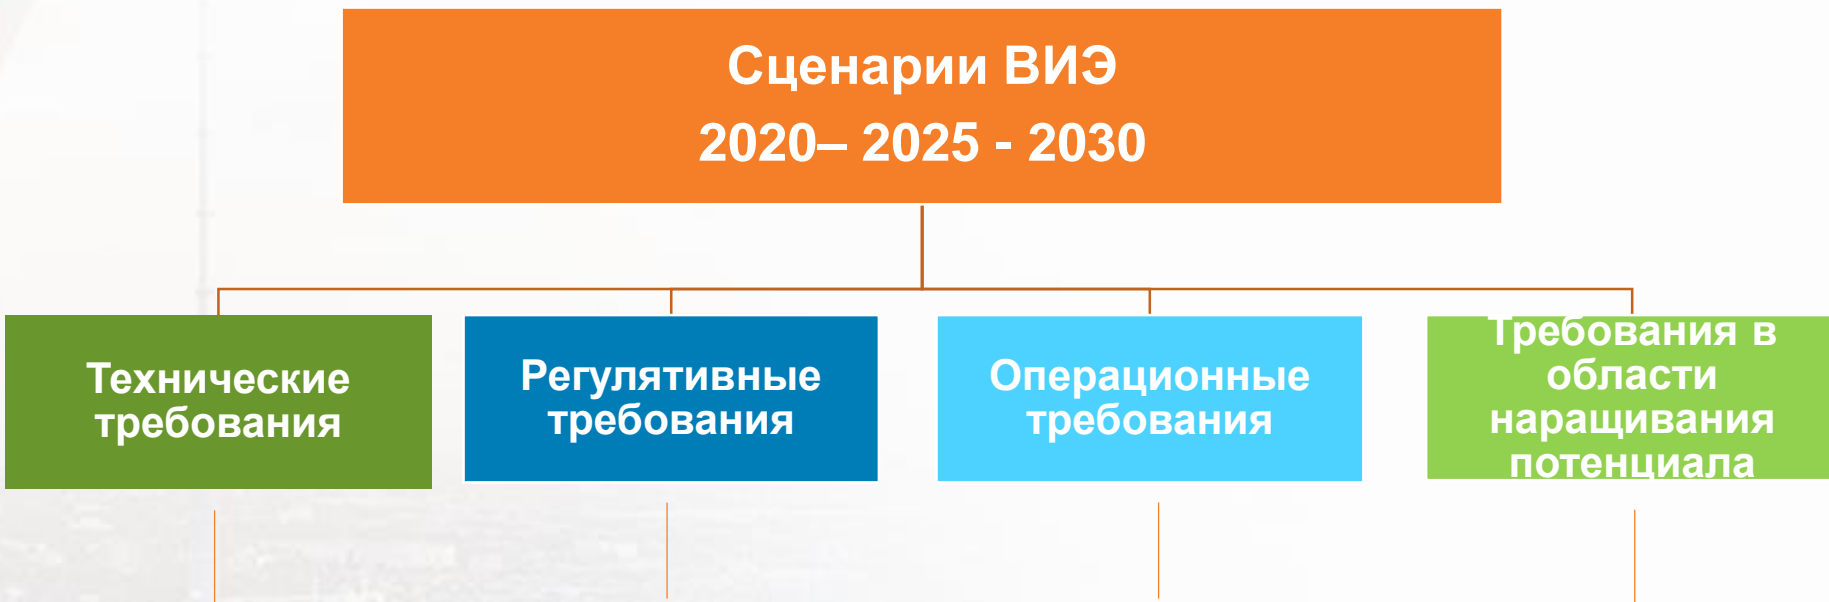 Сценарии ВИЭ
2020– 2025 - 2030
Технические
требования
Регулятивные
требования
Операционные
требования
Требования в
области
наращивания
потенциала